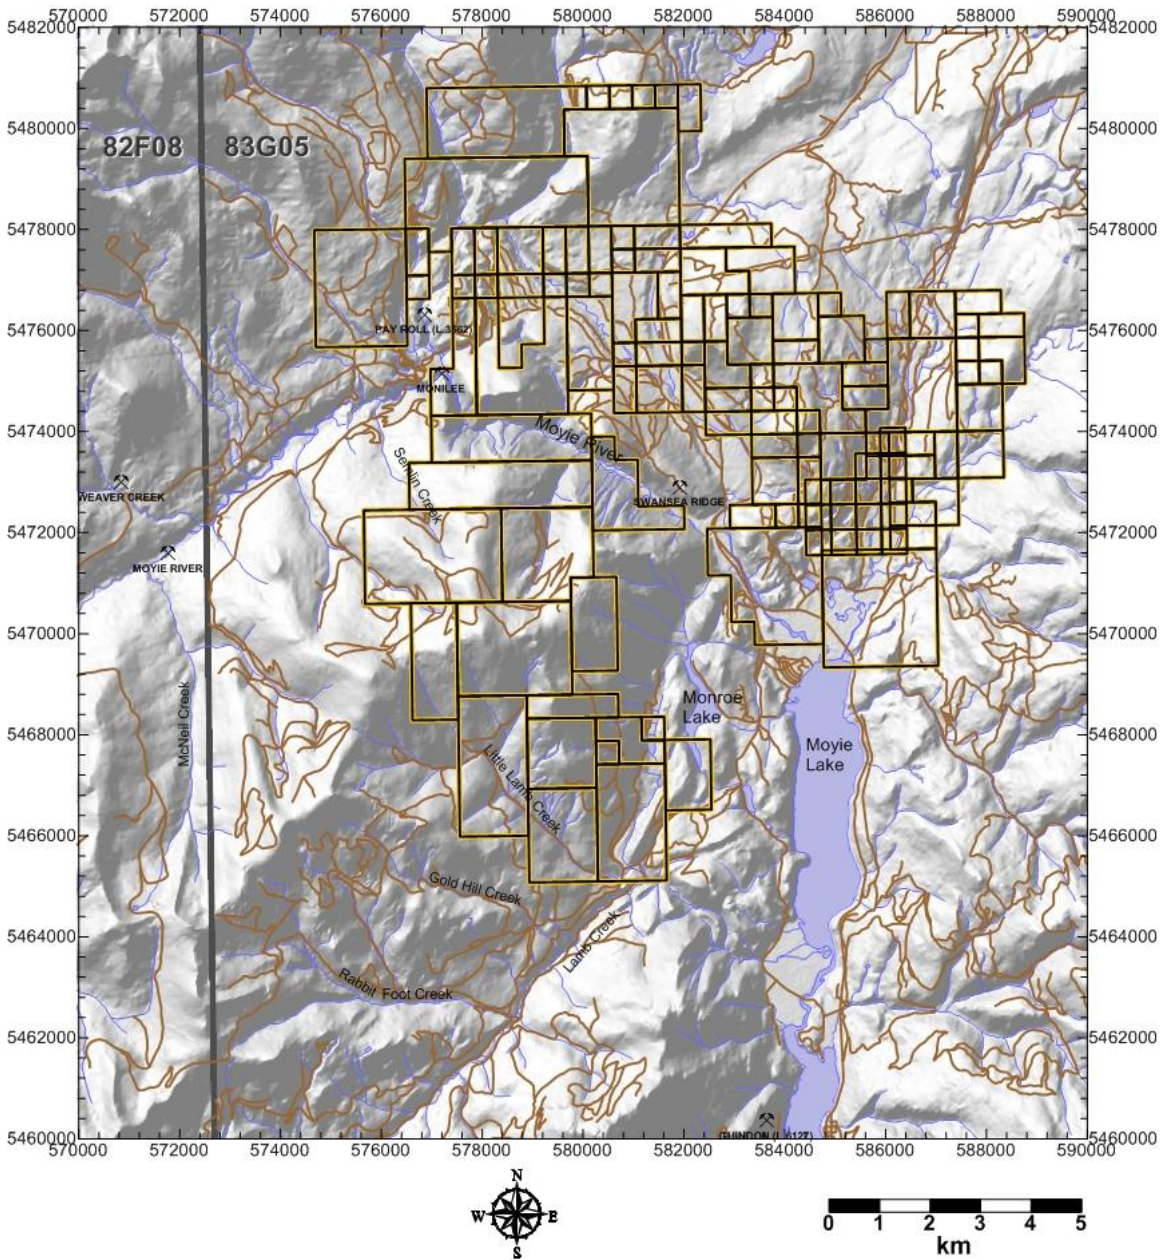 570000 572000 574000 576000 578000 580000 582000 584000 586000 588000 590000
5482000 5482000
5480000 5480000
82F08 83G05
5478000 5478000
5476000 5476000
PAY ROLL (L.3562)
MONILEE
5474000 5474000
Moyie River
Semlin Creek
WEAVER CREEK
SWANSEA RIDGE
5472000 5472000
MOYIE RIVER
5470000 5470000
McNeil Creek
Monroe
Lake
5468000 5468000
Moyie
Lake
Little Lamb Creek
5466000 5466000
Gold Hill Creek
5464000 5464000
Lamb Creek
Rabbit Foot Creek
5462000 5462000
5460000 5460000
570000 572000 574000 576000 578000 580000 582000 584000 586000 588000 590000
N
W E
S
0 1 2 3 4 5
km